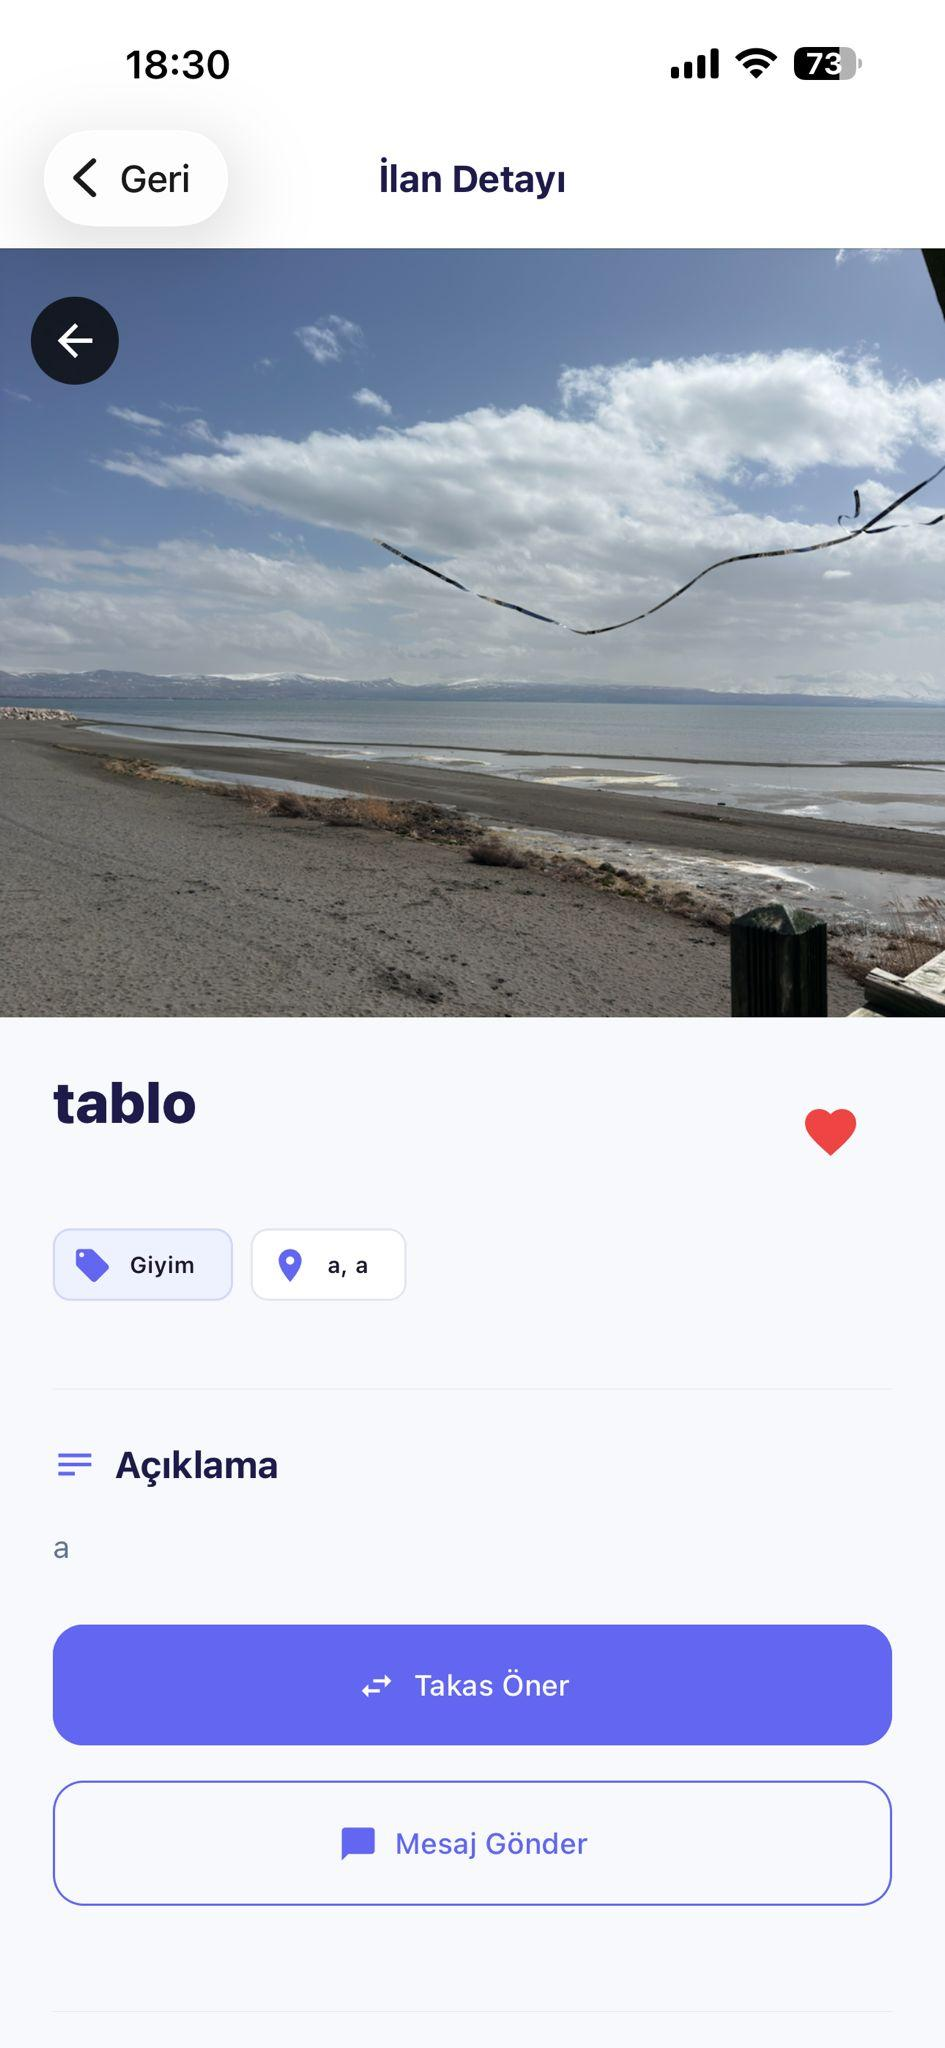 18:30
73
Geri
İlan Detayı
tablo
Giyim
a, a
Açıklama
a
Takas Öner
Mesaj Gönder